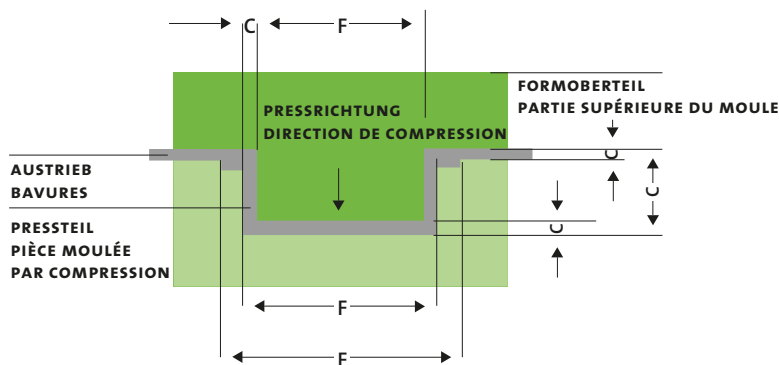 C
F
FORMOBERTEIL
PARTIE SUPÉRIEURE DU MOULE
PRESSRICHTUNG
DIRECTION DE COMPRESSION
C
AUSTRIEB
BAVURES
C
PRESSTEIL
PIÈCE MOULÉE
PAR COMPRESSION
C
F
F